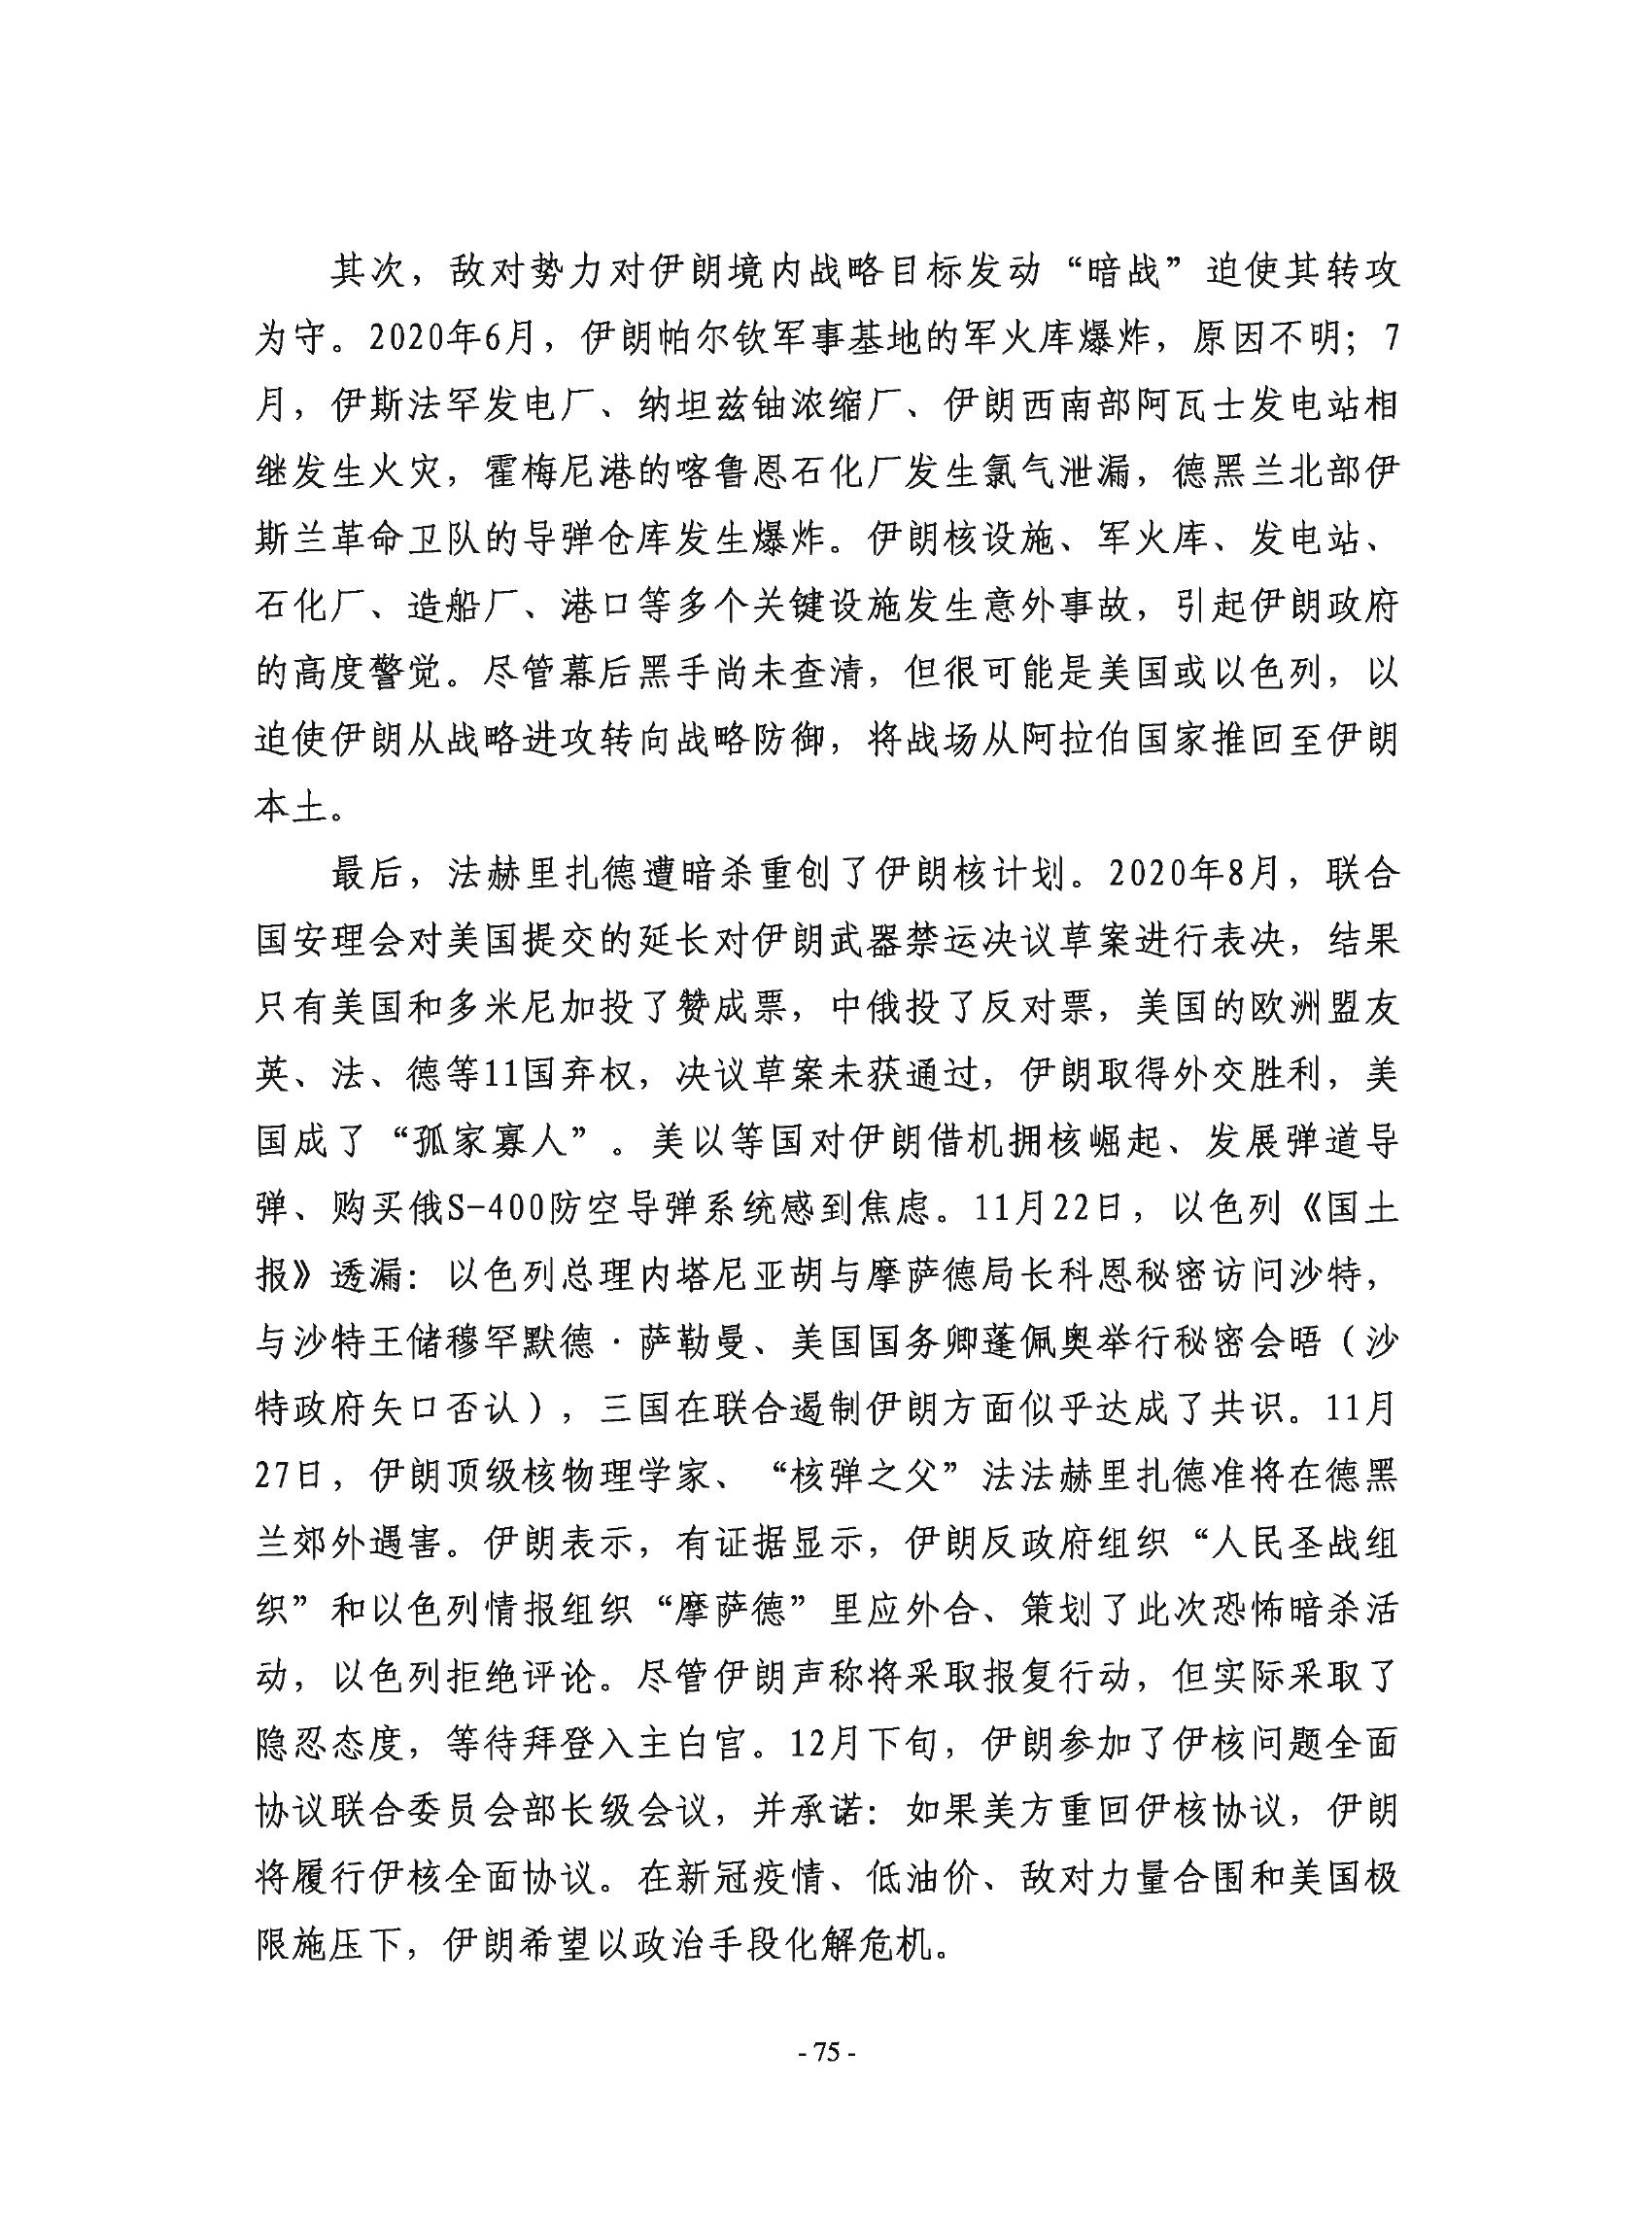 其次，敌对势力对伊朗境内战略目标发动“暗战”迫使其转攻
为守。2020年6月，伊朗帕尔钦军事基地的军火库爆炸，原因不明；7
月，伊斯法罕发电厂、纳坦兹铀浓缩厂、伊朗西南部阿瓦士发电站相
继发生火灾，霍梅尼港的喀鲁恩石化厂发生氯气泄漏，德黑兰北部伊
斯兰革命卫队的导弹仓库发生爆炸。伊朗核设施、军火库、发电站、
石化厂、造船厂、港口等多个关键设施发生意外事故，引起伊朗政府
的高度警觉。尽管幕后黑手尚未查清，但很可能是美国或以色列，以
迫使伊朗从战略进攻转向战略防御，将战场从阿拉伯国家推回至伊朗
本土。
最后，法赫里扎德遭暗杀重创了伊朗核计划。2020年8月，联合
国安理会对美国提交的延长对伊朗武器禁运决议草案进行表决，结果
只有美国和多米尼加投了赞成票，中俄投了反对票，美国的欧洲盟友
英、法、德等11国弃权，决议草案未获通过，伊朗取得外交胜利，美
国成了“孤家寡人”。美以等国对伊朗借机拥核崛起、发展弹道导
弹、购买俄S-400防空导弹系统感到焦虑。11月22日，以色列《国土
报》透漏：以色列总理内塔尼亚胡与摩萨德局长科恩秘密访问沙特，
与沙特王储穆罕默德·萨勒曼、美国国务卿蓬佩奥举行秘密会晤（沙
特政府矢口否认），三国在联合遏制伊朗方面似乎达成了共识。11月
27日，伊朗顶级核物理学家、“核弹之父”法法赫里扎德准将在德黑
兰郊外遇害。伊朗表示，有证据显示，伊朗反政府组织“人民圣战组
织”和以色列情报组织“摩萨德”里应外合、策划了此次恐怖暗杀活
动，以色列拒绝评论。尽管伊朗声称将采取报复行动，但实际采取了
隐忍态度，等待拜登入主白宫。12月下旬，伊朗参加了伊核问题全面
协议联合委员会部长级会议，并承诺：如果美方重回伊核协议，伊朗
将履行伊核全面协议。在新冠疫情、低油价、敌对力量合围和美国极
限施压下，伊朗希望以政治手段化解危机。
- 75 -